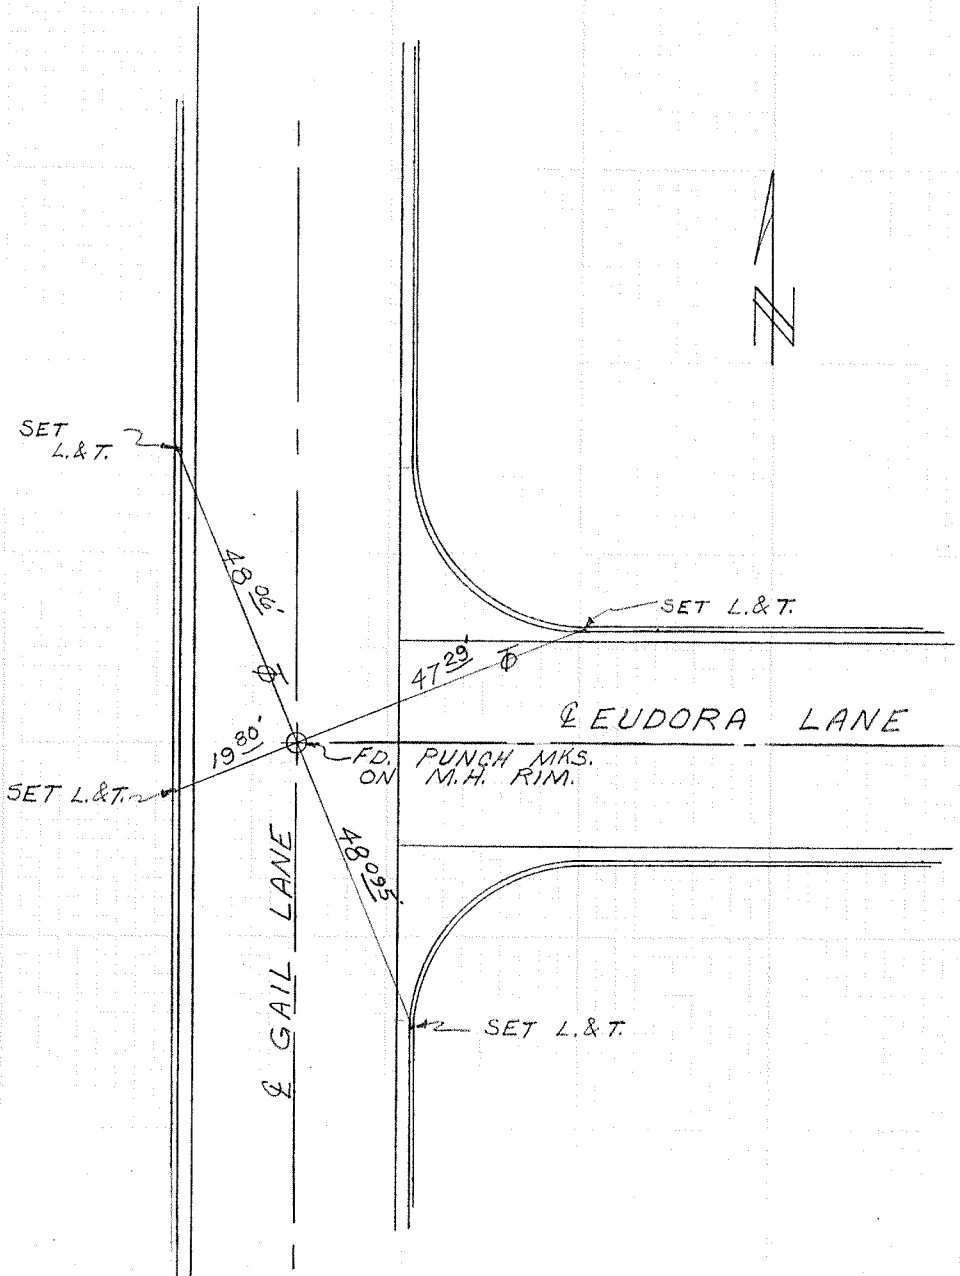 N
SET
L.&T.
48 06'
SET L.&T.
47 29'
℄ EUDORA LANE
19 80'
FD. PUNCH MKS.
ON M.H. RIM.
SET L.&T.
48 095'
℄ GAIL LANE
SET L.&T.